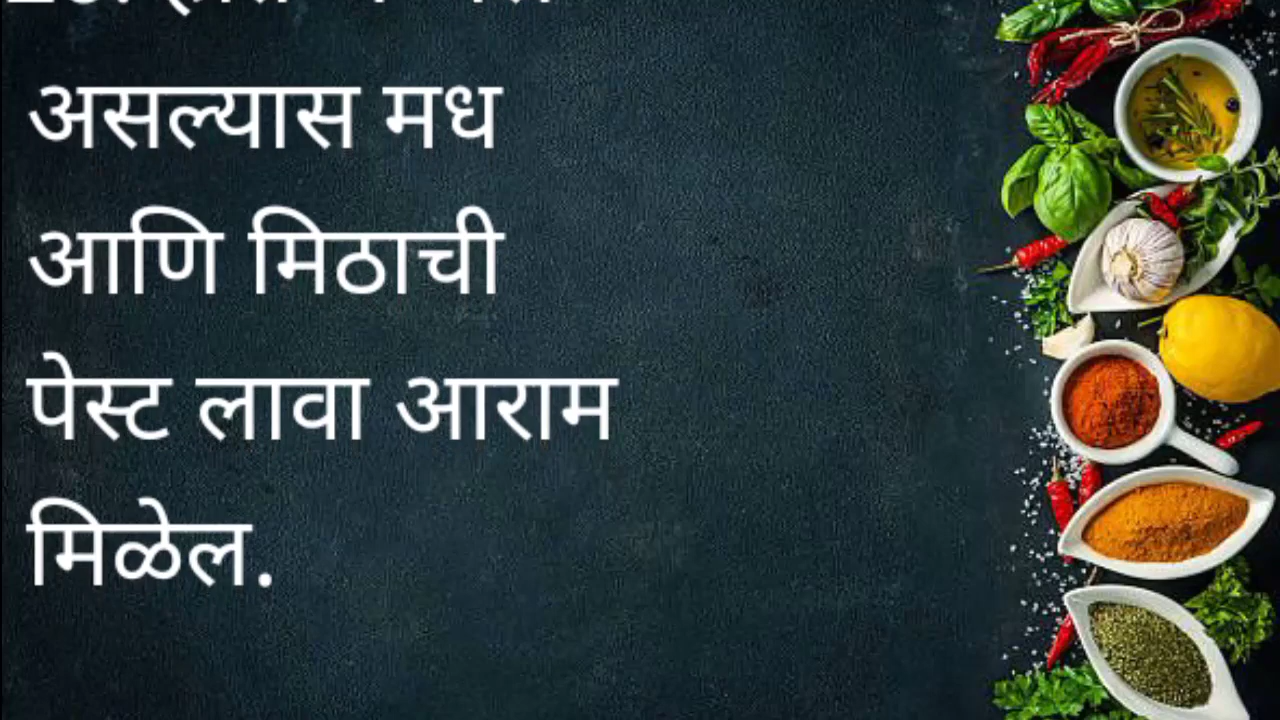 असल्यास मध
आणि मिठाची
पेस्ट लावा आराम
मिळेल.